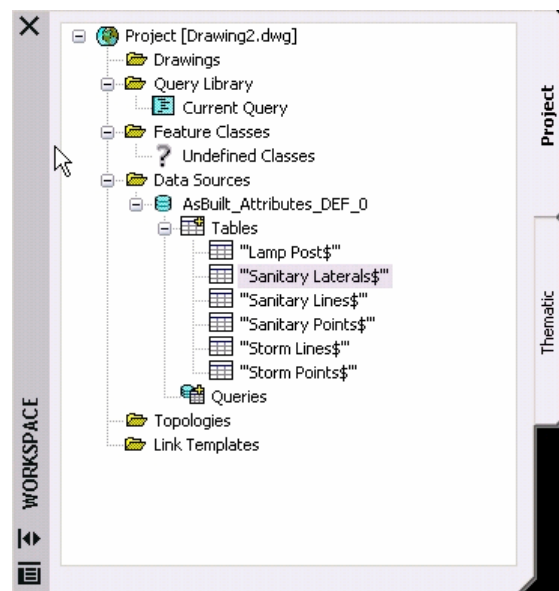 Project [Drawing2.dwg]
Drawings
Query Library
Current Query
Feature Classes
Undefined Classes
Data Sources
AsBuilt_Attributes_DEF_0
Tables
"'Lamp Post$'"
"'Sanitary Laterals$'"
"'Sanitary Lines$'"
"'Sanitary Points$'"
"'Storm Lines$'"
"'Storm Points$'"
Queries
Topologies
Link Templates
WORKSPACE
Project
Thematic